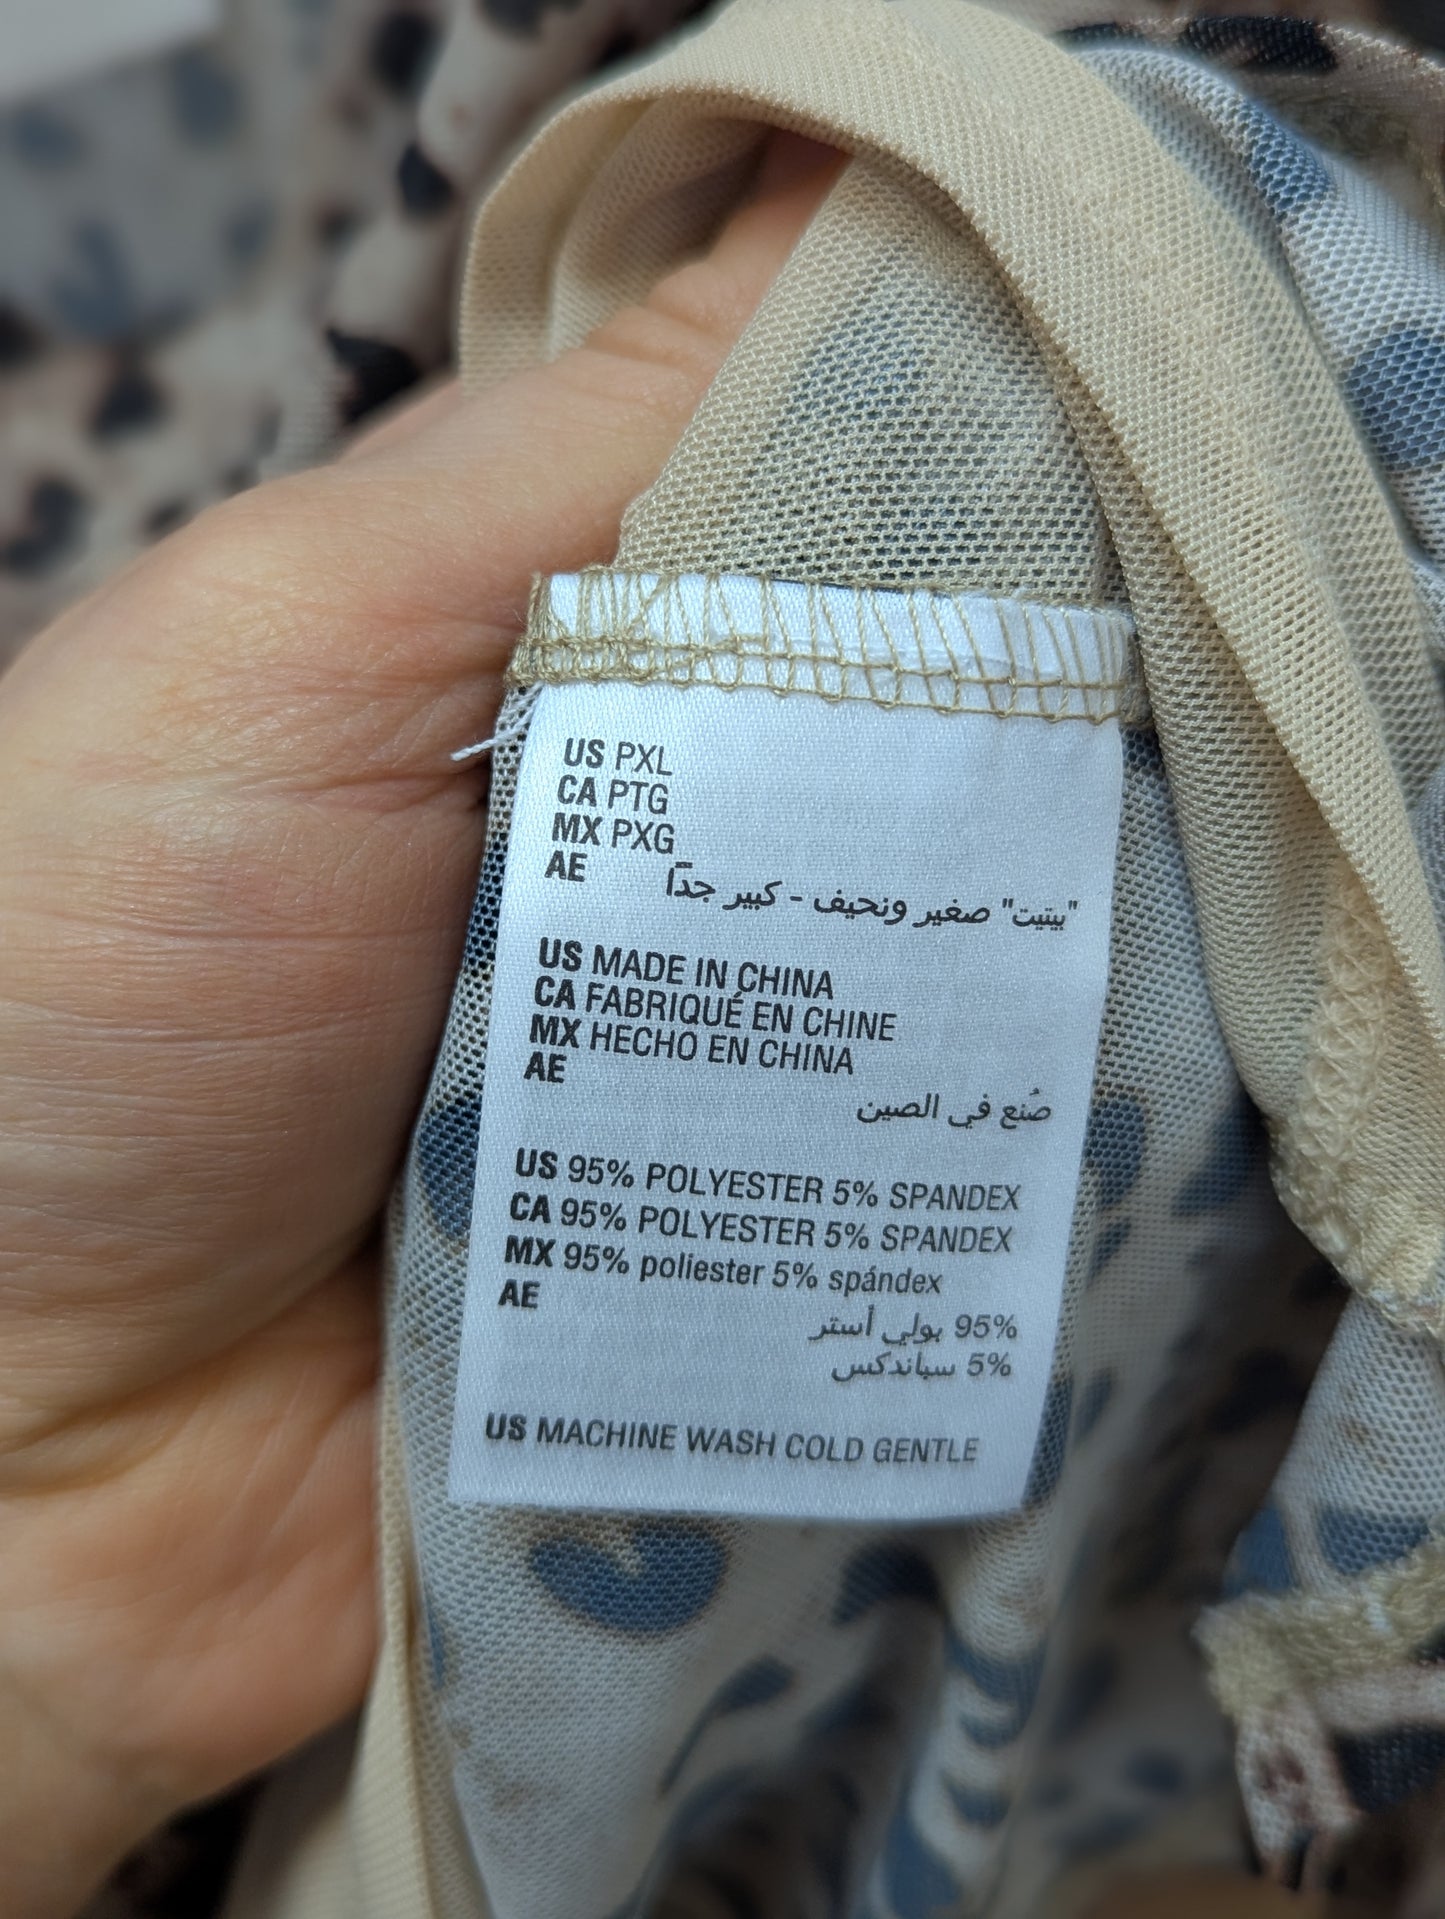 US PXL
CA PTG
MX PXG
AE
"بيتيت" صغير ونحيف - كبير جدًا
US MADE IN CHINA
CA FABRIQUÉ EN CHINE
MX HECHO EN CHINA
AE
صُنع في الصين
US 95% POLYESTER 5% SPANDEX
CA 95% POLYESTER 5% SPANDEX
MX 95% poliester 5% spándex
AE
95% بولي أستر
5% سباندكس
US MACHINE WASH COLD GENTLE